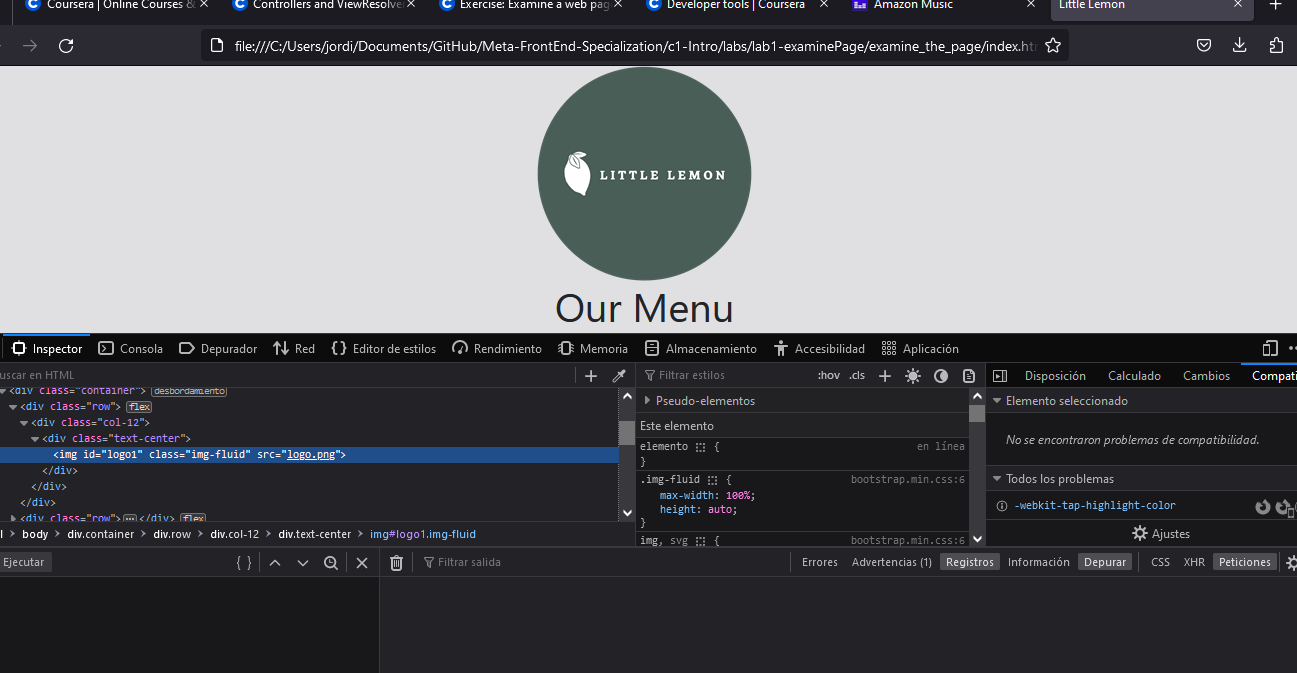 Coursera | Online Courses &
Controllers and ViewResolver
Exercise: Examine a web pag
Developer tools | Coursera
Amazon Music
Little Lemon
file:///C:/Users/jordi/Documents/GitHub/Meta-FrontEnd-Specialization/c1-Intro/labs/lab1-examinePage/examine_the_page/index.ht
LITTLE LEMON
Our Menu
Inspector Consola Depurador Red Editor de estilos Rendimiento Memoria Almacenamiento Accesibilidad Aplicación
uscar en HTML
<div class="container"> desbordamiento
<div class="row"> flex
<div class="col-12">
<div class="text-center">
<img id="logo1" class="img-fluid" src="logo.png">
</div>
</div>
</div>
<div class="row">…</div> flex
l body div.container div.row div.col-12 div.text-center img#logo1.img-fluid
Filtrar estilos :hov .cls +
Pseudo-elementos
Este elemento
elemento { en línea
}
.img-fluid { bootstrap.min.css:6
max-width: 100%;
height: auto;
}
img, svg { bootstrap.min.css:6
Disposición Calculado Cambios Compati
Elemento seleccionado
No se encontraron problemas de compatibilidad.
Todos los problemas
-webkit-tap-highlight-color
Ajustes
Ejecutar { }
Filtrar salida Errores Advertencias (1) Registros Información Depurar CSS XHR Peticiones